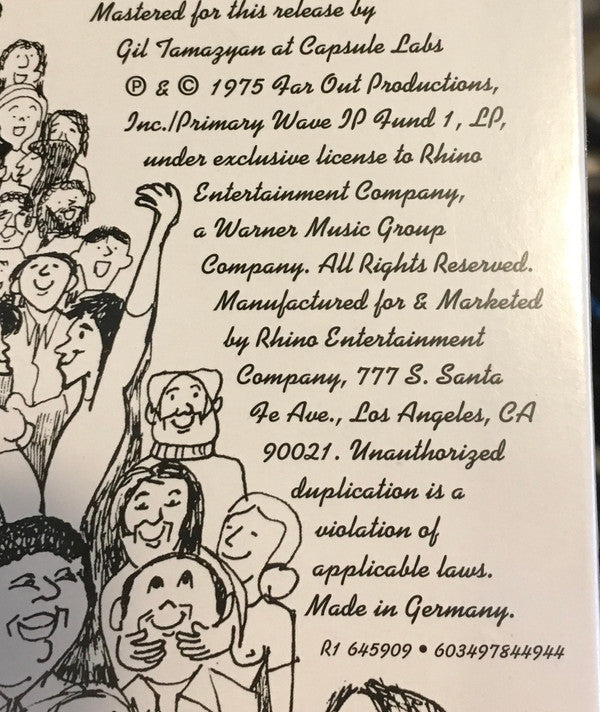 Mastered for this release by
Gil Tamazyan at Capsule Labs
℗ & © 1975 Far Out Productions,
Inc./Primary Wave IP Fund 1, LP,
under exclusive license to Rhino
Entertainment Company,
a Warner Music Group
Company. All Rights Reserved.
Manufactured for & Marketed
by Rhino Entertainment
Company, 777 S. Santa
Fe Ave., Los Angeles, CA
90021. Unauthorized
duplication is a
violation of
applicable laws.
Made in Germany.
R1 645909 • 603497844944